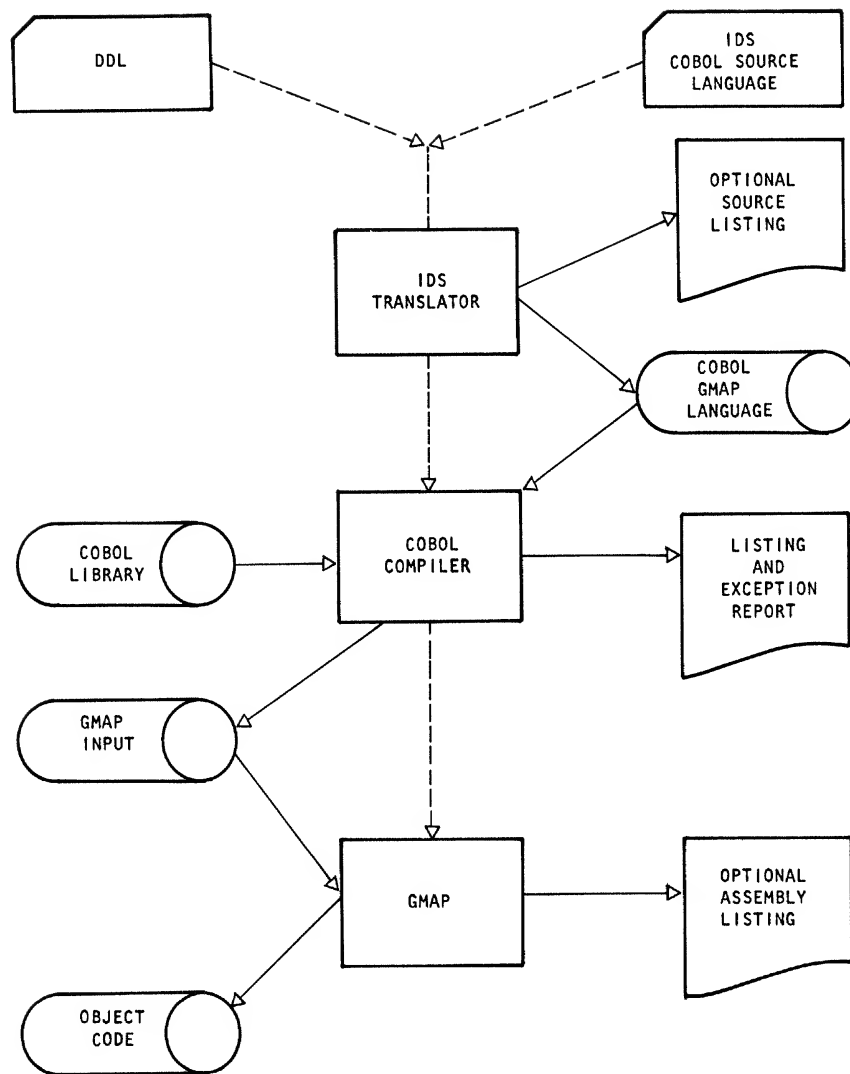 DDL
IDS
COBOL SOURCE
LANGUAGE
OPTIONAL
SOURCE
LISTING
IDS
TRANSLATOR
COBOL
GMAP
LANGUAGE
COBOL
LIBRARY
COBOL
COMPILER
LISTING
AND
EXCEPTION
REPORT
GMAP
INPUT
GMAP
OPTIONAL
ASSEMBLY
LISTING
OBJECT
CODE